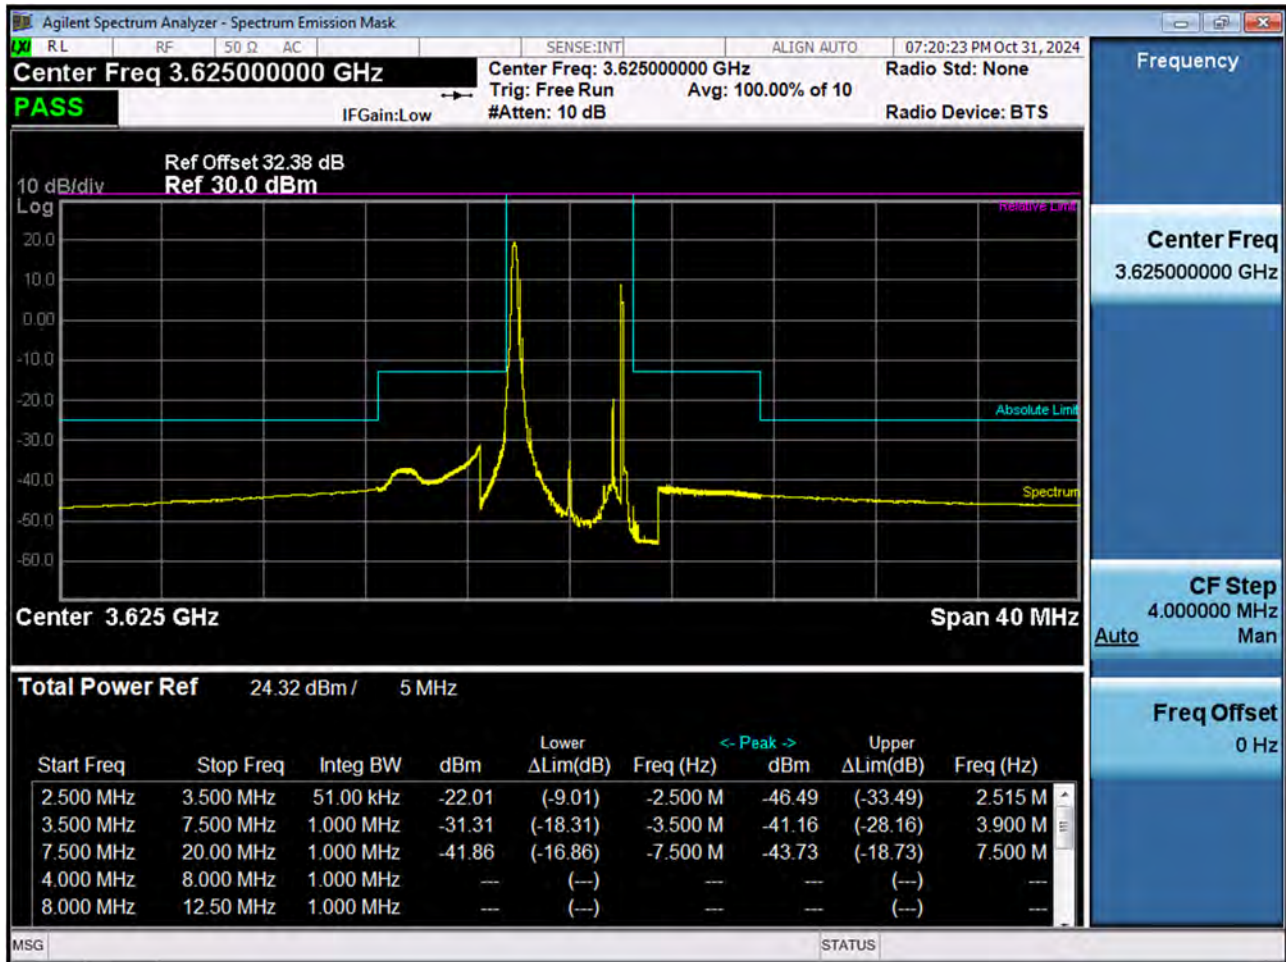 Agilent Spectrum Analyzer - Spectrum Emission Mask
LXI RL RF 50 Ω AC SENSE:INT ALIGN AUTO 07:20:23 PM Oct 31, 2024
Center Freq 3.625000000 GHz Center Freq: 3.625000000 GHz Radio Std: None
Trig: Free Run Avg: 100.00% of 10
PASS IFGain:Low #Atten: 10 dB Radio Device: BTS
Ref Offset 32.38 dB
10 dB/div Ref 30.0 dBm
Log
Relative Limit
20.0
10.0
0.00
-10.0
-20.0
Absolute Limit
-30.0
-40.0
Spectrum
-50.0
-60.0
Center 3.625 GHz Span 40 MHz
Total Power Ref 24.32 dBm / 5 MHz
Lower <- Peak -> Upper
Start Freq Stop Freq Integ BW dBm ΔLim(dB) Freq (Hz) dBm ΔLim(dB) Freq (Hz)
2.500 MHz 3.500 MHz 51.00 kHz -22.01 (-9.01) -2.500 M -46.49 (-33.49) 2.515 M
3.500 MHz 7.500 MHz 1.000 MHz -31.31 (-18.31) -3.500 M -41.16 (-28.16) 3.900 M
7.500 MHz 20.00 MHz 1.000 MHz -41.86 (-16.86) -7.500 M -43.73 (-18.73) 7.500 M
4.000 MHz 8.000 MHz 1.000 MHz --- (---) --- --- (---) ---
8.000 MHz 12.50 MHz 1.000 MHz --- (---) --- --- (---) ---
MSG STATUS
Frequency
Center Freq
3.625000000 GHz
CF Step
4.000000 MHz
Auto Man
Freq Offset
0 Hz